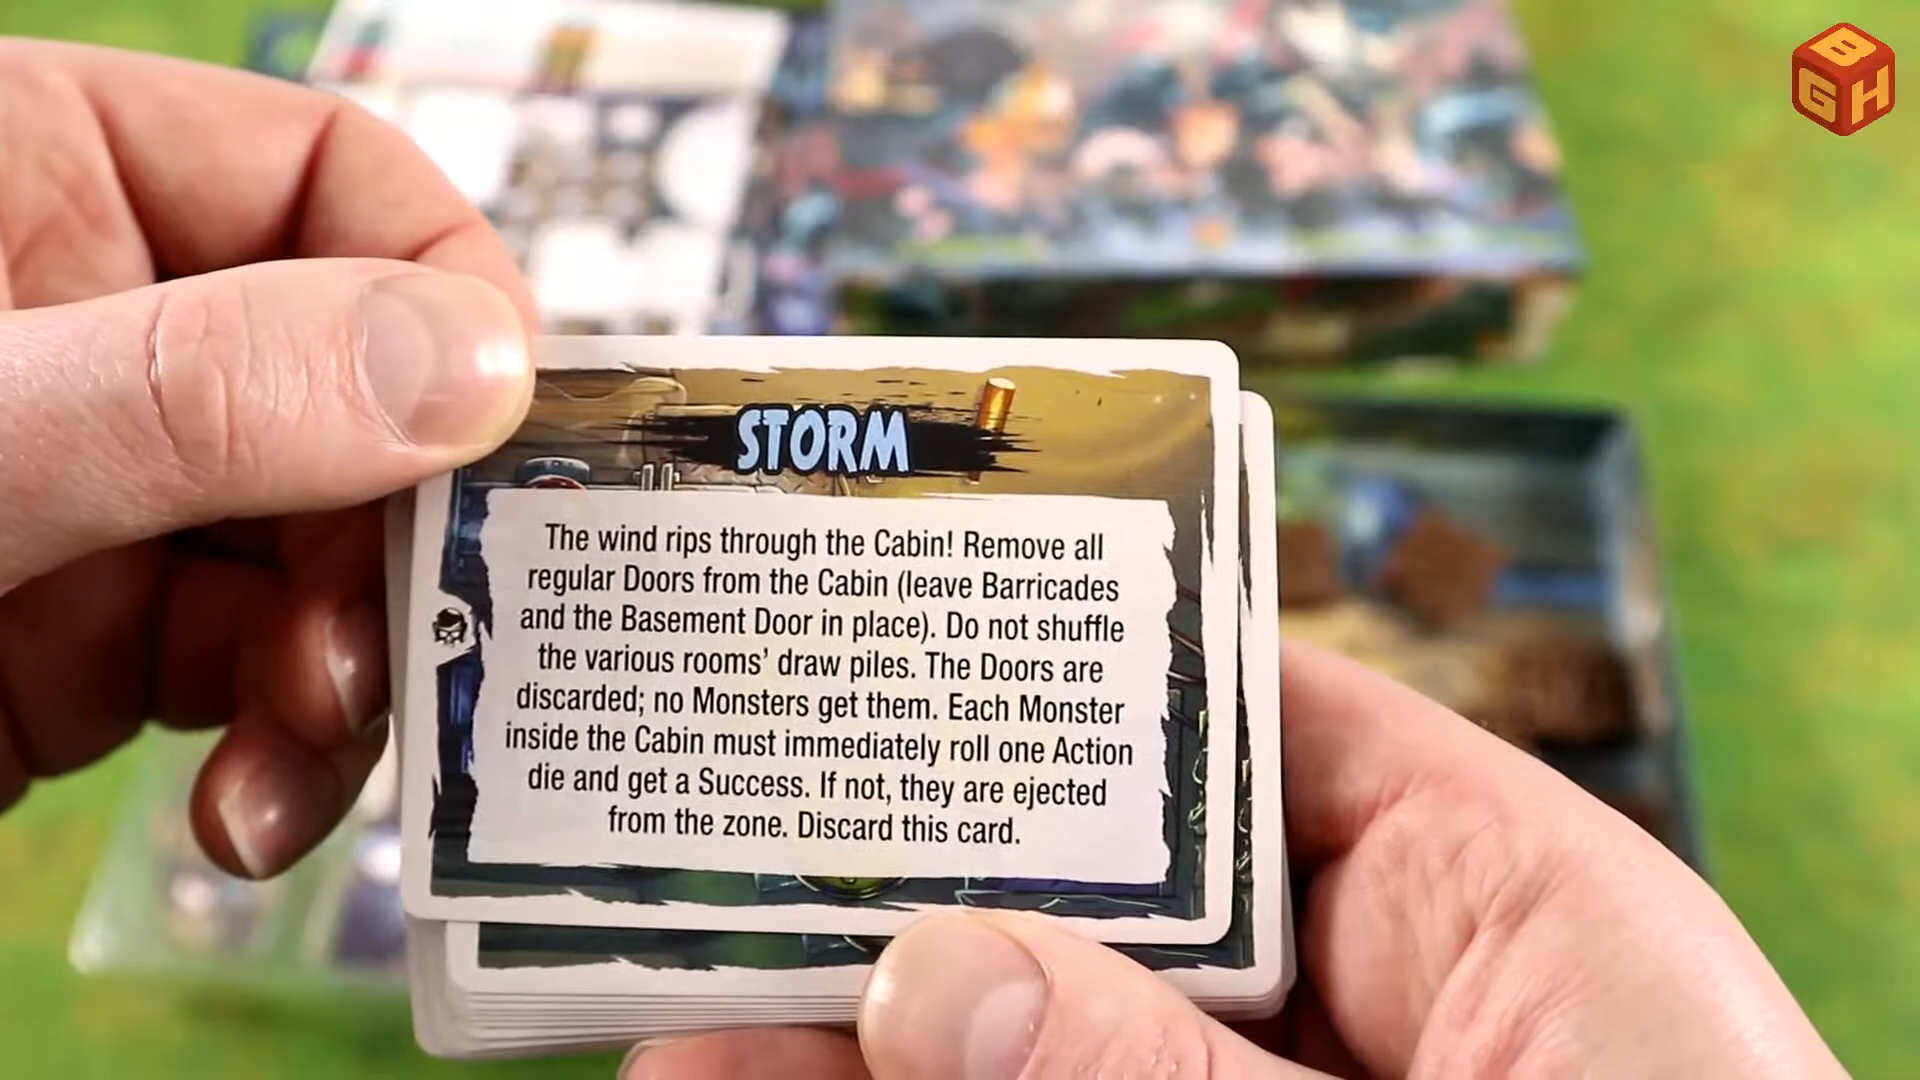 BGH
STORM
The wind rips through the Cabin! Remove all
regular Doors from the Cabin (leave Barricades
and the Basement Door in place). Do not shuffle
the various rooms’ draw piles. The Doors are
discarded; no Monsters get them. Each Monster
inside the Cabin must immediately roll one Action
die and get a Success. If not, they are ejected
from the zone. Discard this card.